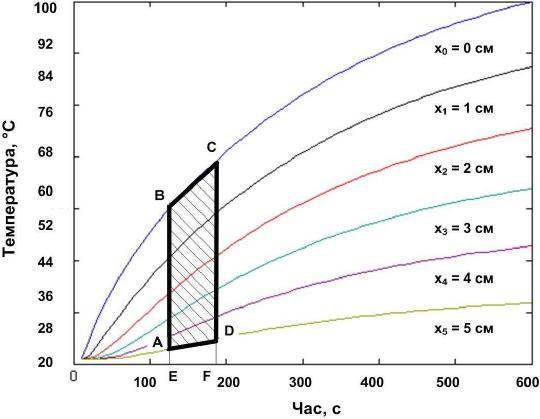 100
92
84
76
68
60
52
44
36
28
20
Температура, °С
x₀ = 0 см
x₁ = 1 см
x₂ = 2 см
x₃ = 3 см
x₄ = 4 см
x₅ = 5 см
B
C
A
D
E
F
0
100
200
300
400
500
600
Час, с